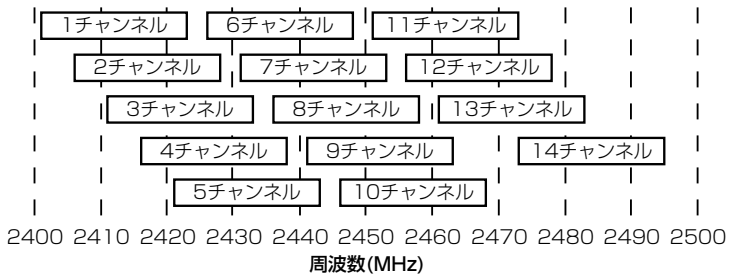 1チャンネル 6チャンネル 11チャンネル
2チャンネル 7チャンネル 12チャンネル
3チャンネル 8チャンネル 13チャンネル
4チャンネル 9チャンネル 14チャンネル
5チャンネル 10チャンネル
2400 2410 2420 2430 2440 2450 2460 2470 2480 2490 2500
周波数(MHz)